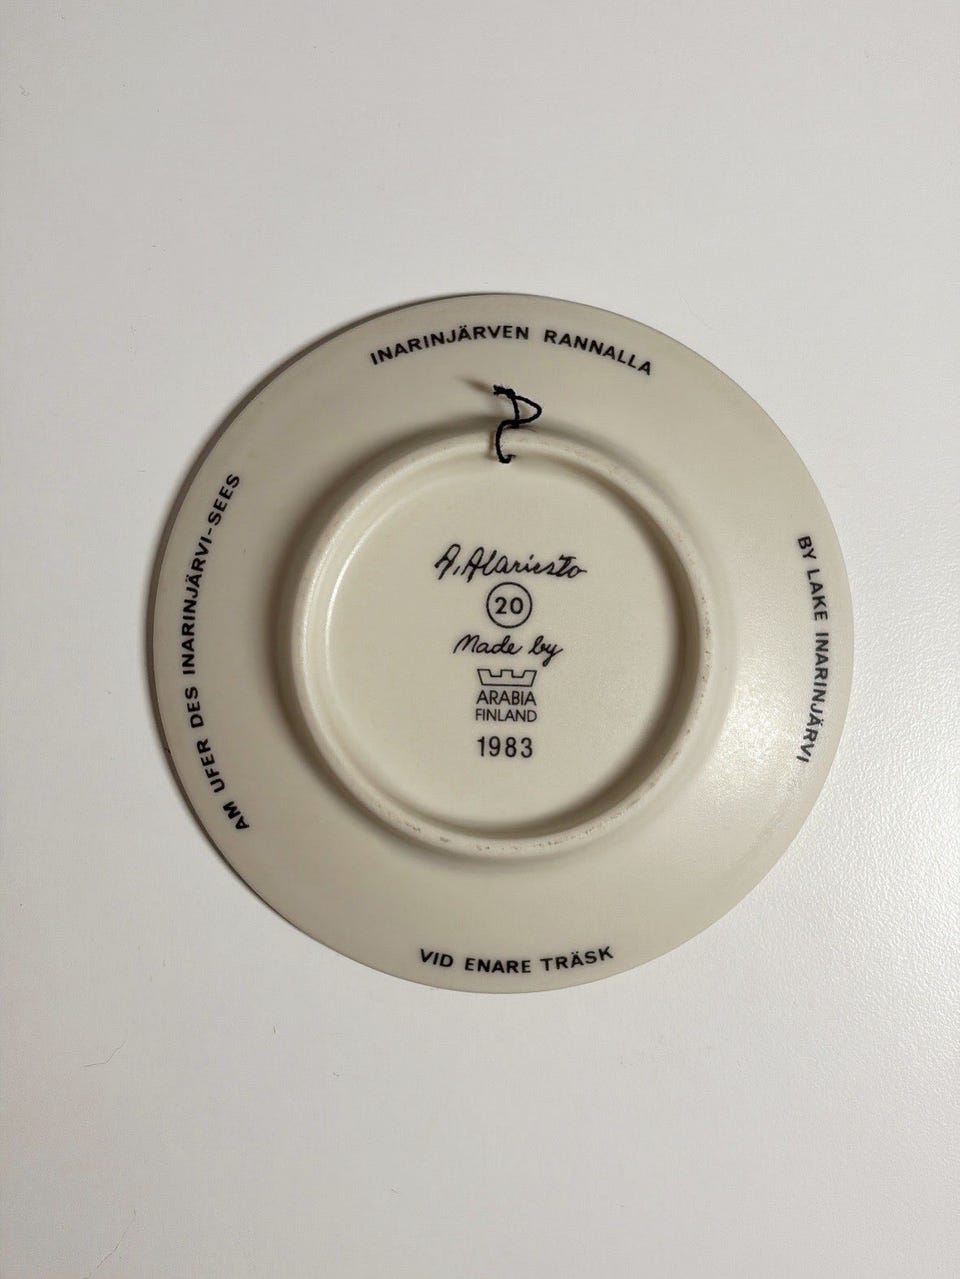 INARINJÄRVEN RANNALLA
BY LAKE INARINJÄRVI
VID ENARE TRÄSK
AM UFER DES INARINJÄRVI-SEES
A. Alariesto
20
Made by
ARABIA
FINLAND
1983